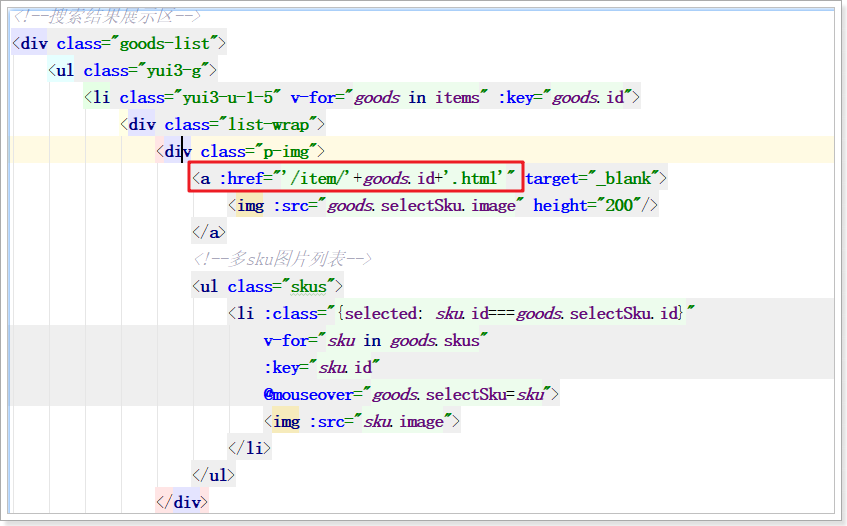 <!--搜索结果展示区-->
<div class="goods-list">
<ul class="yui3-g">
<li class="yui3-u-1-5" v-for="goods in items" :key="goods.id">
<div class="list-wrap">
<div class="p-img">
<a :href="'/item/'+goods.id+'.html'" target="_blank">
<img :src="goods.selectSku.image" height="200"/>
</a>
<!--多sku图片列表-->
<ul class="skus">
<li :class="{selected: sku.id===goods.selectSku.id}"
v-for="sku in goods.skus"
:key="sku.id"
@mouseover="goods.selectSku=sku">
<img :src="sku.image">
</li>
</ul>
</div>